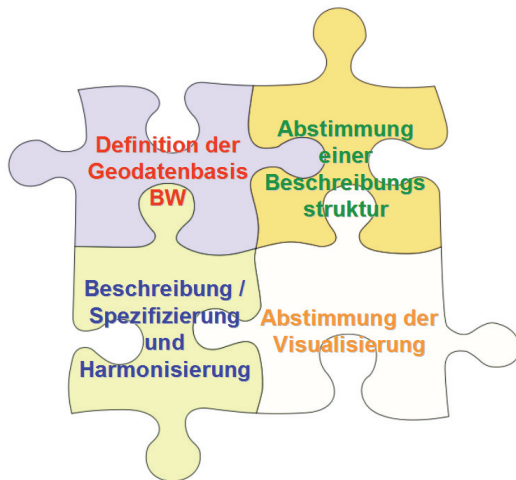 Definition der
Geodatenbasis
BW
Abstimmung
einer
Beschreibungs
struktur
Beschreibung /
Spezifizierung
und
Harmonisierung
Abstimmung der
Visualisierung